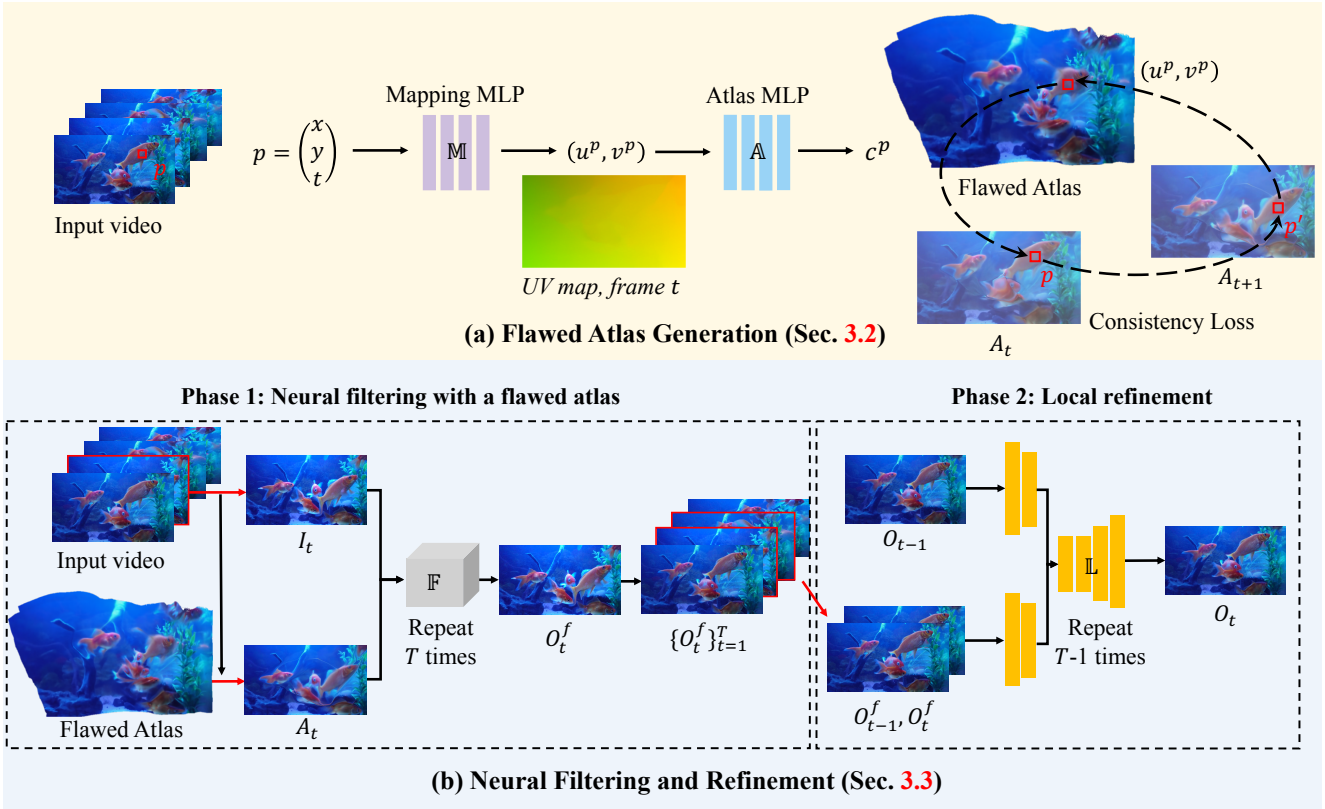 Input video
p
p = (x y t)
Mapping MLP
𝕄
(u^p, v^p)
UV map, frame t
Atlas MLP
𝔸
c^p
Flawed Atlas
(u^p, v^p)
p
A_t
p′
A_{t+1}
Consistency Loss
(a) Flawed Atlas Generation (Sec. 3.2)
Phase 1: Neural filtering with a flawed atlas
Input video
Flawed Atlas
I_t
A_t
𝔽
Repeat
T times
O_t^f
{O_t^f}_{t=1}^T
Phase 2: Local refinement
O_{t−1}
O_{t−1}^f, O_t^f
𝕃
Repeat
T-1 times
O_t
(b) Neural Filtering and Refinement (Sec. 3.3)